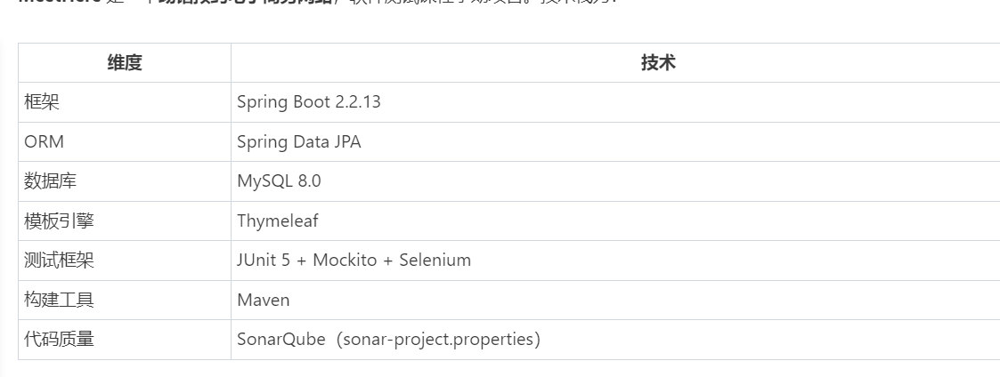 维度 技术
框架 Spring Boot 2.2.13
ORM Spring Data JPA
数据库 MySQL 8.0
模板引擎 Thymeleaf
测试框架 JUnit 5 + Mockito + Selenium
构建工具 Maven
代码质量 SonarQube（sonar-project.properties）